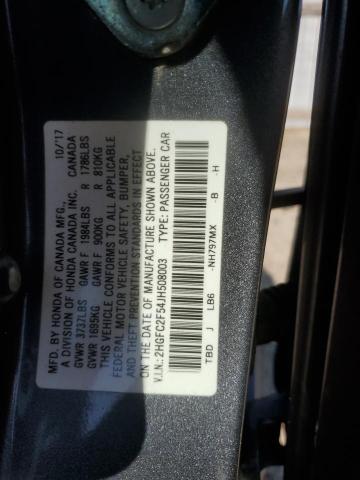 MFD. BY HONDA OF CANADA MFG., 10/'17
A DIVISION OF HONDA CANADA INC. CANADA
GVWR 3737LBS GAWR F 1984LBS R 1786LBS
GVWR 1695KG GAWR F 900KG R 810KG
THIS VEHICLE CONFORMS TO ALL APPLICABLE
FEDERAL MOTOR VEHICLE SAFETY, BUMPER,
AND THEFT PREVENTION STANDARDS IN EFFECT
ON THE DATE OF MANUFACTURE SHOWN ABOVE.
V.I.N.: 2HGFC2F54JH508003 TYPE: PASSENGER CAR
TBD J LB6 -NH797MX -B -H